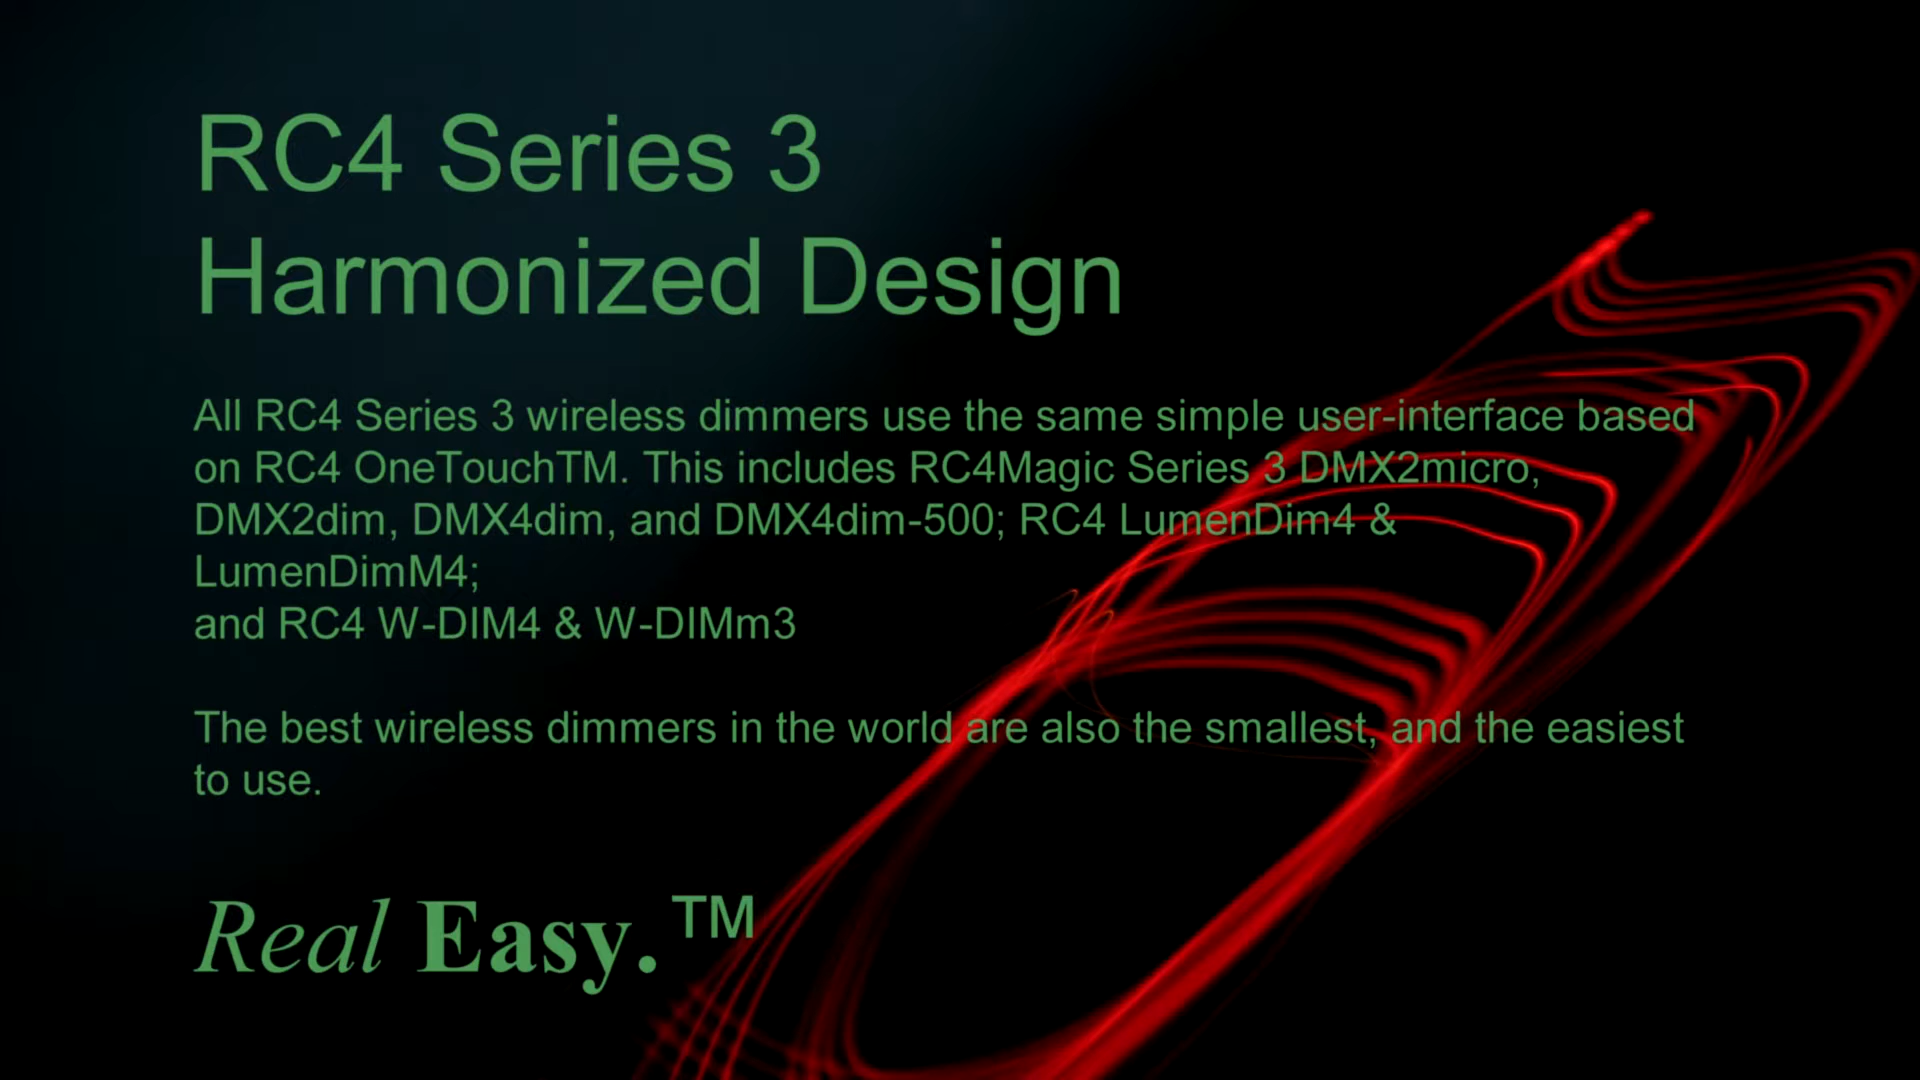 RC4 Series 3
Harmonized Design
All RC4 Series 3 wireless dimmers use the same simple user-interface based
on RC4 OneTouchTM. This includes RC4Magic Series 3 DMX2micro,
DMX2dim, DMX4dim, and DMX4dim-500; RC4 LumenDim4 &
LumenDimM4;
and RC4 W-DIM4 & W-DIMm3
The best wireless dimmers in the world are also the smallest, and the easiest
to use.
Real Easy.™